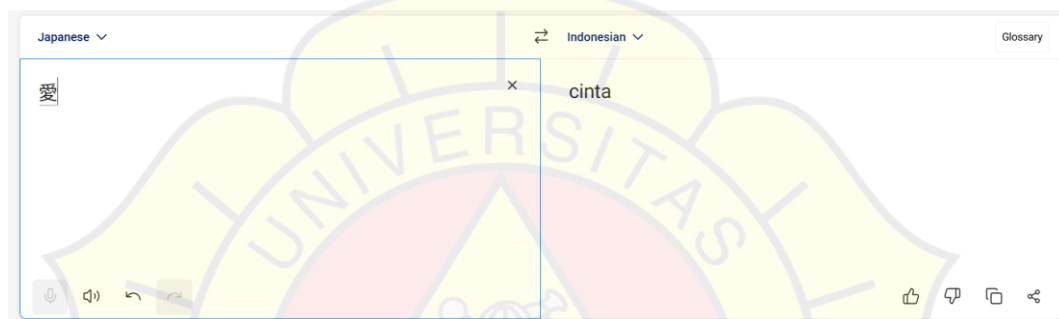 Japanese
Indonesian
Glossary
愛
cinta
UNIVERSITAS